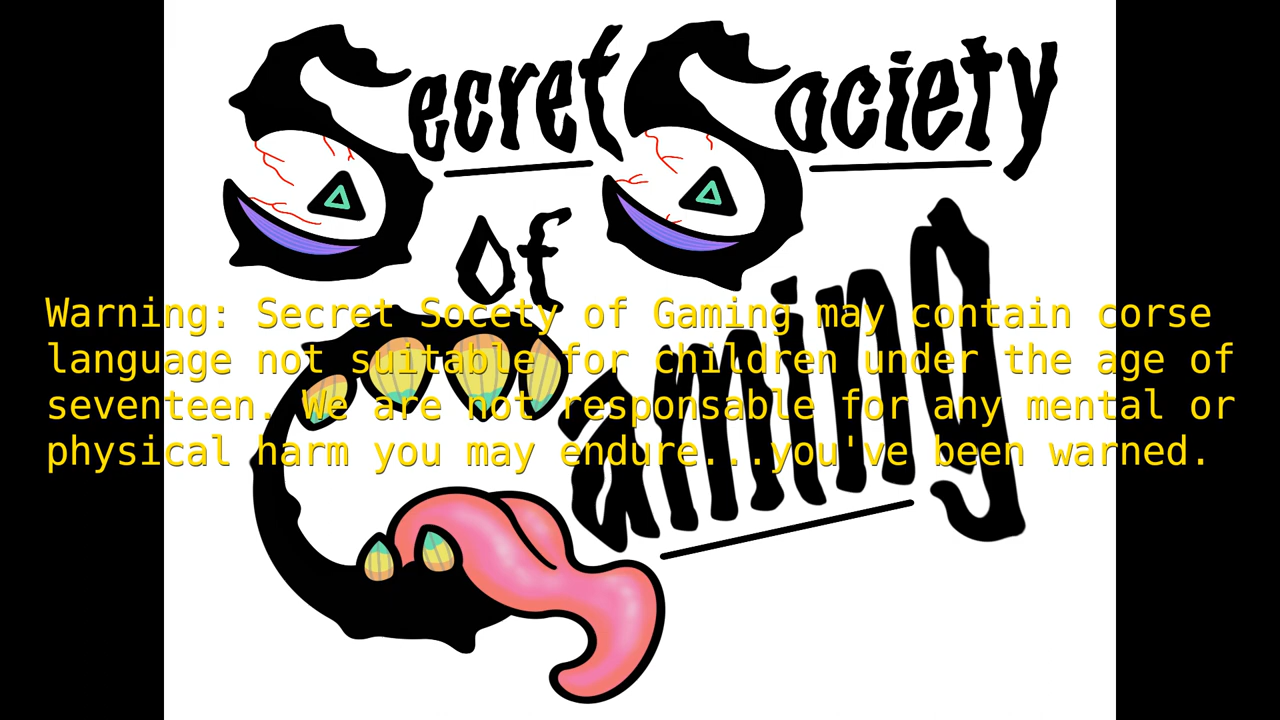 Secret Society
of
Gaming
Warning: Secret Socety of Gaming may contain corse
language not suitable for children under the age of
seventeen. We are not responsable for any mental or
physical harm you may endure...you've been warned.